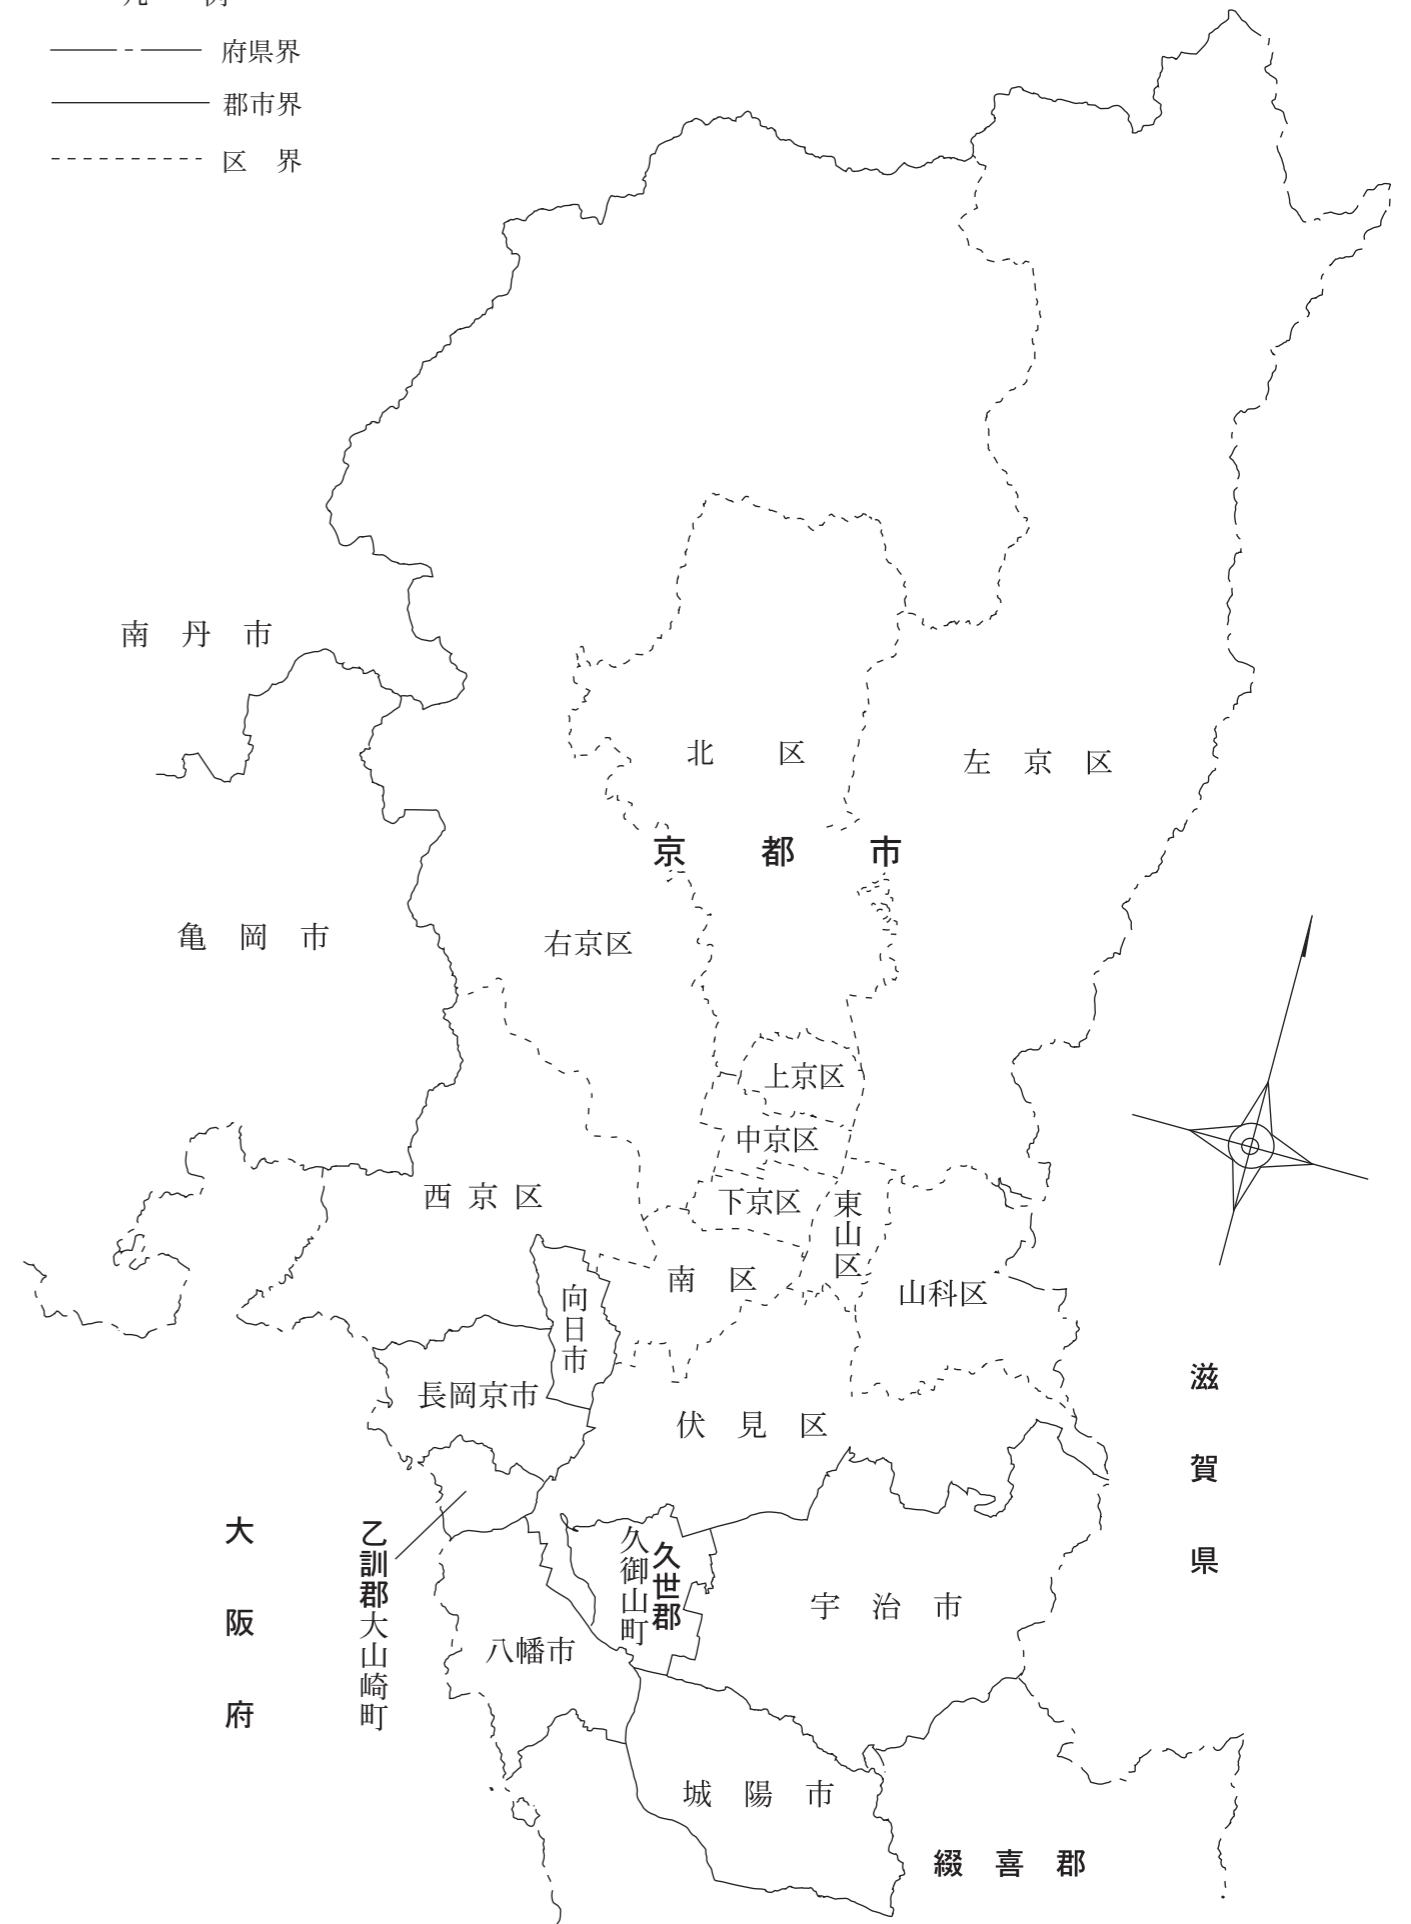 凡 例
府県界
郡市界
区 界
南 丹 市
北 区
左 京 区
京 都 市
亀 岡 市
右京区
上京区
中京区
西 京 区
下京区
東山区
南 区
山科区
向日市
長岡京市
伏 見 区
滋 賀 県
大 阪 府
乙訓郡大山崎町
久世郡
久御山町
宇 治 市
八幡市
城 陽 市
綴 喜 郡